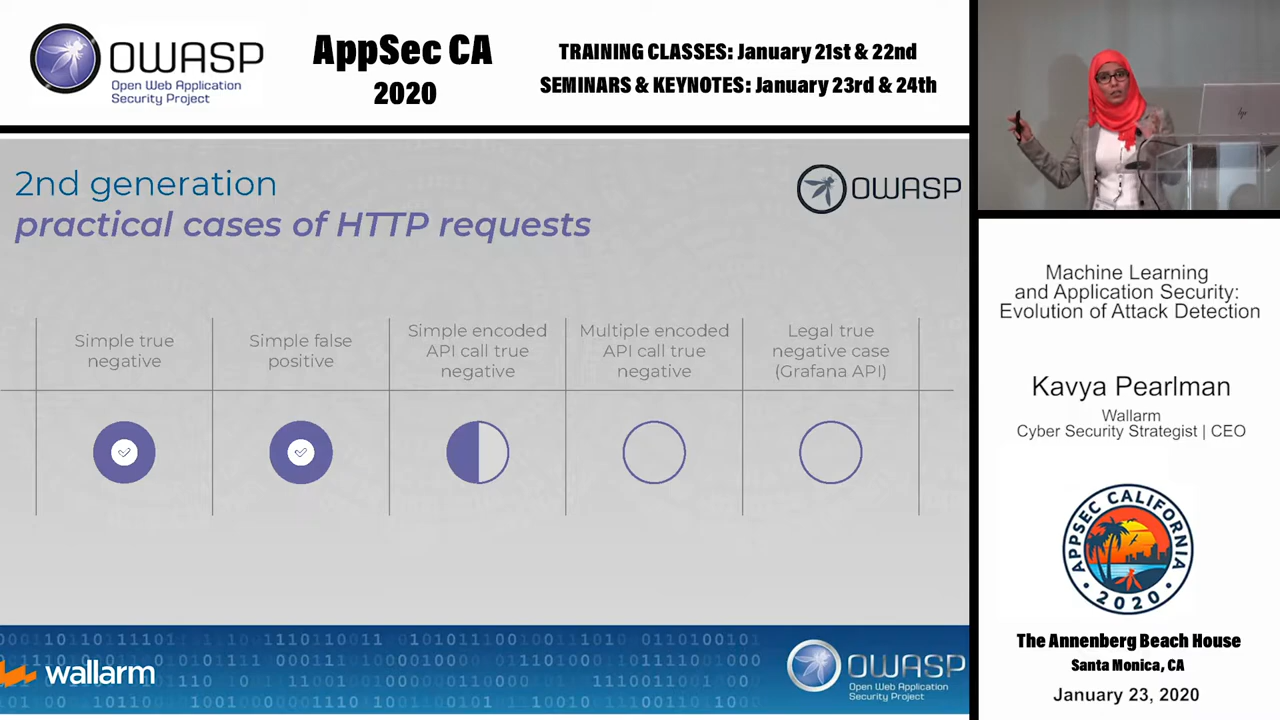 OWASP
Open Web Application
Security Project
AppSec CA
2020
TRAINING CLASSES: January 21st & 22nd
SEMINARS & KEYNOTES: January 23rd & 24th
2nd generation
practical cases of HTTP requests
OWASP
Simple true
negative
Simple false
positive
Simple encoded
API call true
negative
Multiple encoded
API call true
negative
Legal true
negative case
(Grafana API)
wallarm
OWASP
Open Web Application
Security Project
hp
Machine Learning
and Application Security:
Evolution of Attack Detection
Kavya Pearlman
Wallarm
Cyber Security Strategist | CEO
APPSEC CALIFORNIA
2020
The Annenberg Beach House
Santa Monica, CA
January 23, 2020